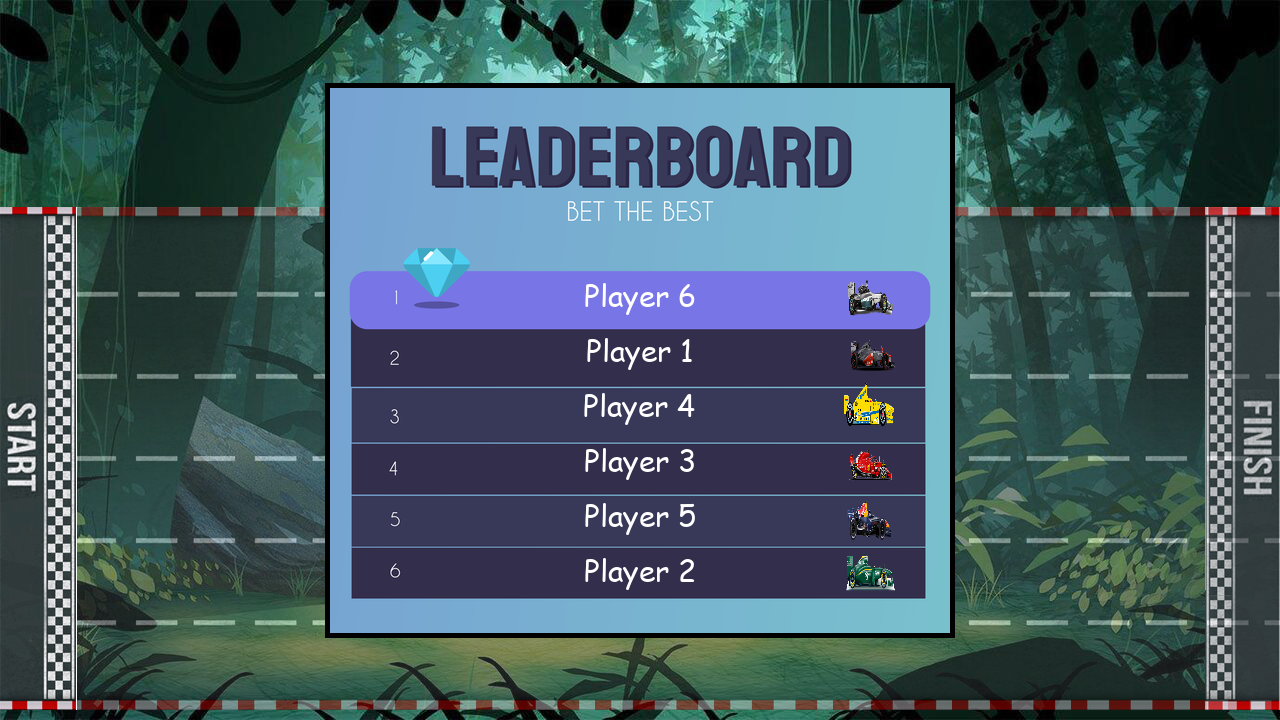 LEADERBOARD
BET THE BEST
1 Player 6
2 Player 1
3 Player 4
4 Player 3
5 Player 5
6 Player 2
START
FINISH